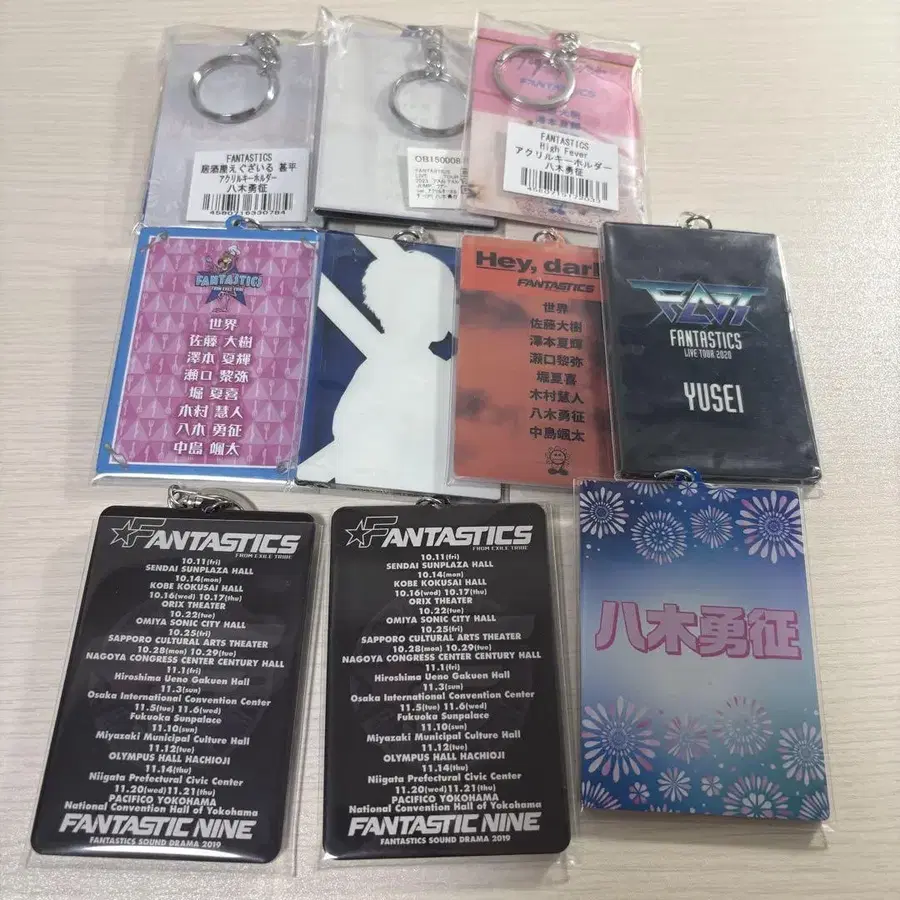 FANTASTICS
居酒屋えぐざいる 甚平
アクリルキーホルダー
八木勇征
4580716330784
OB150008
FANTASTICS
High Fever
アクリルキーホルダー
八木勇征
FANTASTICS
FANTASTICS
FROM EXILE TRIBE
世界
佐藤 大樹
澤本 夏輝
瀬口 黎弥
堀 夏喜
木村 慧人
八木 勇征
中島 颯太
Hey, darl
FANTASTICS
世界
佐藤大樹
澤本夏輝
瀬口黎弥
堀夏喜
木村慧人
八木勇征
中島颯太
FANTASTICS
LIVE TOUR 2020
YUSEI
FANTASTICS
FROM EXILE TRIBE
10.11(fri)
SENDAI SUNPLAZA HALL
10.14(mon)
KOBE KOKUSAI HALL
10.16(wed) 10.17(thu)
ORIX THEATER
10.22(tue)
OMIYA SONIC CITY HALL
10.25(fri)
SAPPORO CULTURAL ARTS THEATER
10.28(mon) 10.29(tue)
NAGOYA CONGRESS CENTER CENTURY HALL
11.1(fri)
Hiroshima Ueno Gakuen Hall
11.3(sun)
Osaka International Convention Center
11.5(tue) 11.6(wed)
Fukuoka Sunpalace
11.10(sun)
Miyazaki Municipal Culture Hall
11.12(tue)
OLYMPUS HALL HACHIOJI
11.14(thu)
Niigata Prefectural Civic Center
11.20(wed) 11.21(thu)
PACIFICO YOKOHAMA
National Convention Hall of Yokohama
FANTASTIC NINE
FANTASTICS SOUND DRAMA 2019
FANTASTICS
FROM EXILE TRIBE
10.11(fri)
SENDAI SUNPLAZA HALL
10.14(mon)
KOBE KOKUSAI HALL
10.16(wed) 10.17(thu)
ORIX THEATER
10.22(tue)
OMIYA SONIC CITY HALL
10.25(fri)
SAPPORO CULTURAL ARTS THEATER
10.28(mon) 10.29(tue)
NAGOYA CONGRESS CENTER CENTURY HALL
11.1(fri)
Hiroshima Ueno Gakuen Hall
11.3(sun)
Osaka International Convention Center
11.5(tue) 11.6(wed)
Fukuoka Sunpalace
11.10(sun)
Miyazaki Municipal Culture Hall
11.12(tue)
OLYMPUS HALL HACHIOJI
11.14(thu)
Niigata Prefectural Civic Center
11.20(wed) 11.21(thu)
PACIFICO YOKOHAMA
National Convention Hall of Yokohama
FANTASTIC NINE
FANTASTICS SOUND DRAMA 2019
八木勇征